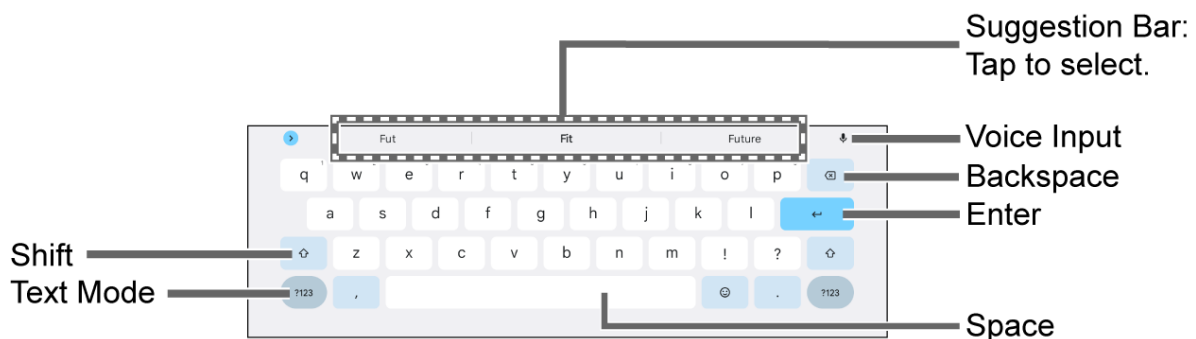 Suggestion Bar:
Tap to select.
Fut Fit Future
Voice Input
q w e r t y u i o p
Backspace
a s d f g h j k l
Enter
Shift
z x c v b n m ! ?
Text Mode
?123 , . ?123
Space